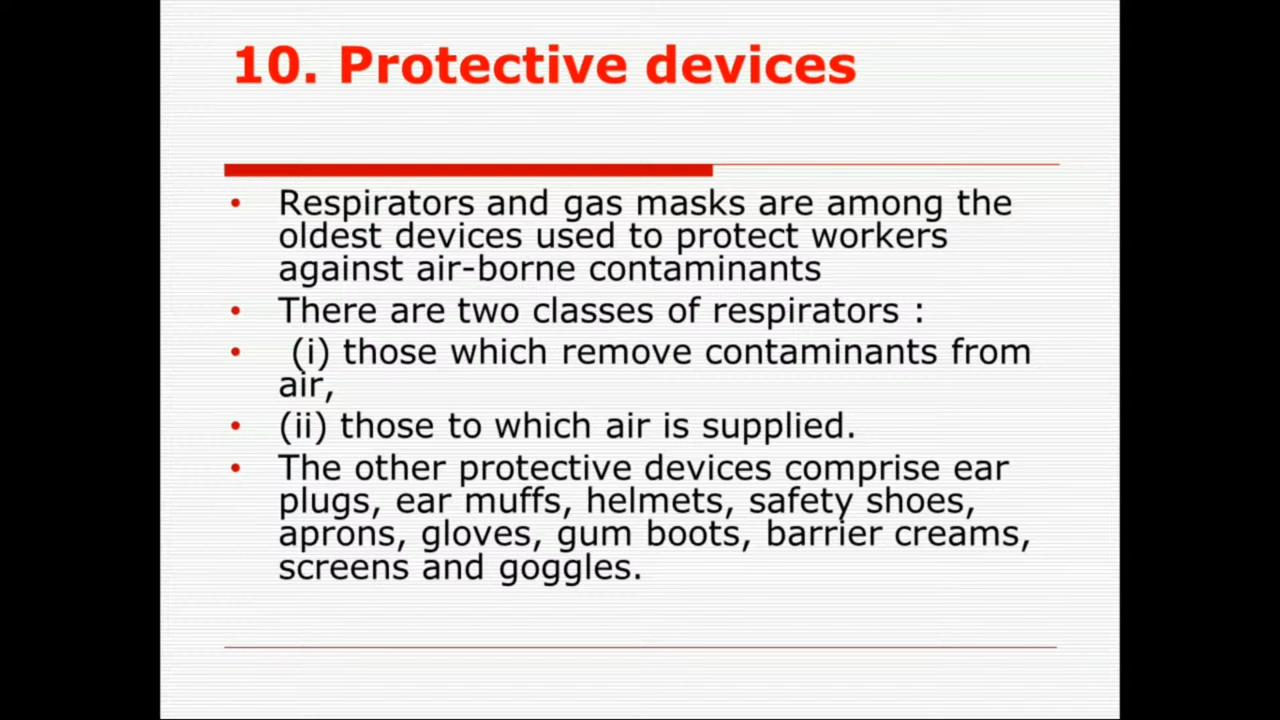 10. Protective devices
• Respirators and gas masks are among the
oldest devices used to protect workers
against air-borne contaminants
• There are two classes of respirators :
• (i) those which remove contaminants from
air,
• (ii) those to which air is supplied.
• The other protective devices comprise ear
plugs, ear muffs, helmets, safety shoes,
aprons, gloves, gum boots, barrier creams,
screens and goggles.